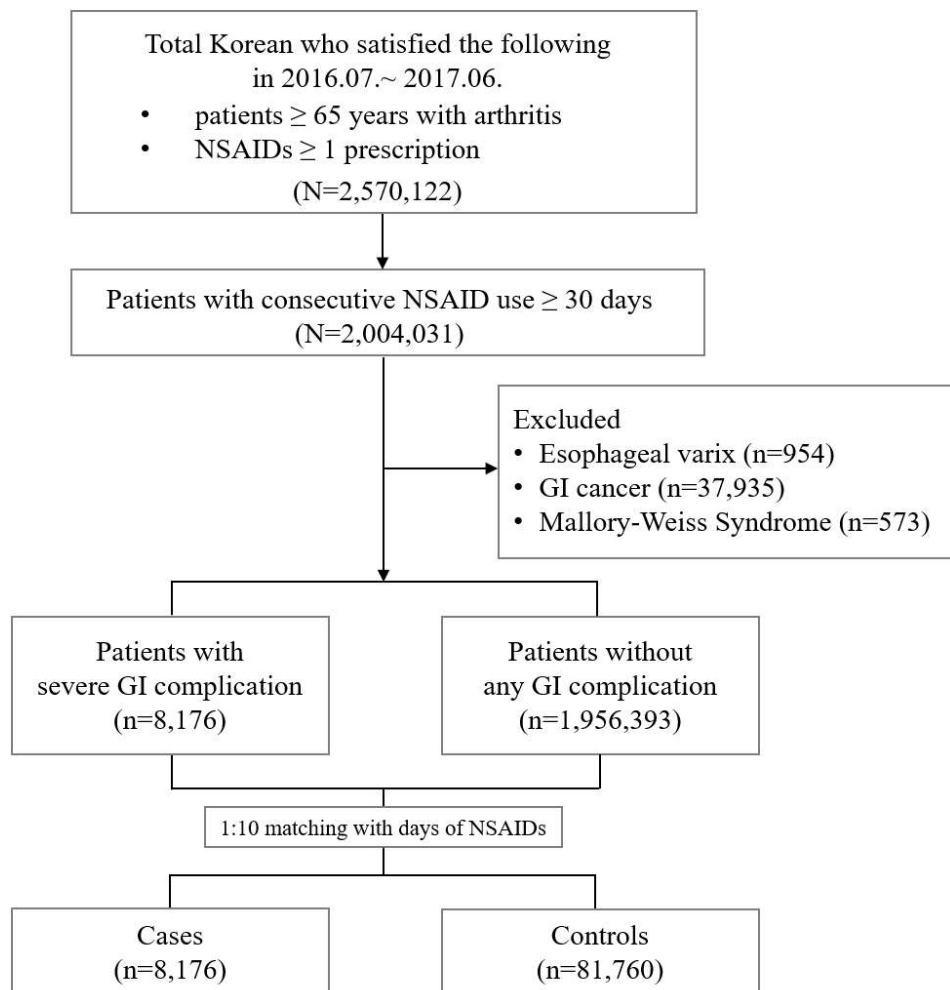 Total Korean who satisfied the following
in 2016.07.~ 2017.06.
• patients ≥ 65 years with arthritis
• NSAIDs ≥ 1 prescription
(N=2,570,122)
Patients with consecutive NSAID use ≥ 30 days
(N=2,004,031)
Excluded
• Esophageal varix (n=954)
• GI cancer (n=37,935)
• Mallory-Weiss Syndrome (n=573)
Patients with
severe GI complication
(n=8,176)
Patients without
any GI complication
(n=1,956,393)
1:10 matching with days of NSAIDs
Cases
(n=8,176)
Controls
(n=81,760)